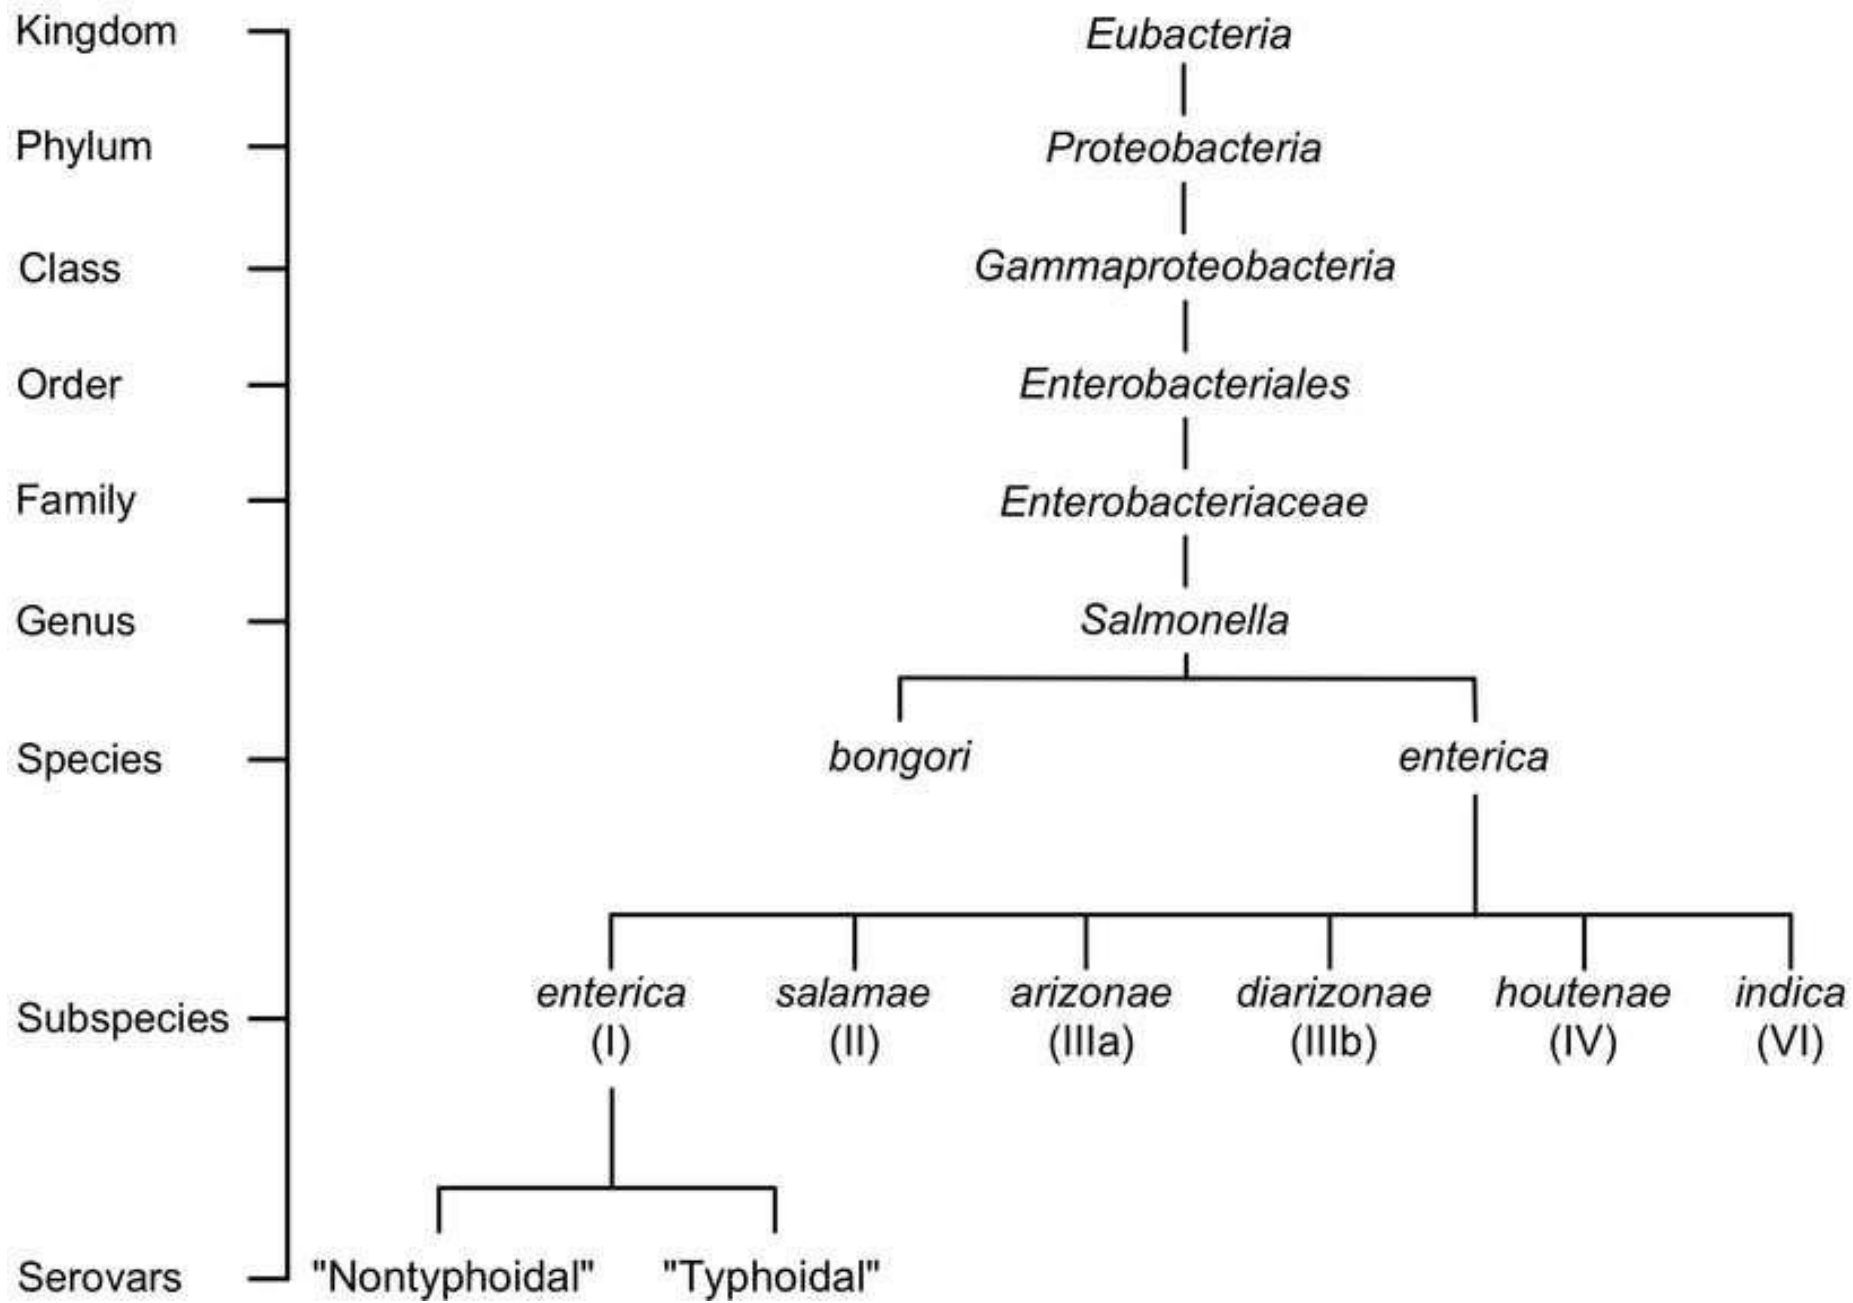 Kingdom Eubacteria
Phylum Proteobacteria
Class Gammaproteobacteria
Order Enterobacteriales
Family Enterobacteriaceae
Genus Salmonella
Species bongori enterica
Subspecies enterica salamae arizonae diarizonae houtenae indica
(I) (II) (IIIa) (IIIb) (IV) (VI)
Serovars "Nontyphoidal" "Typhoidal"